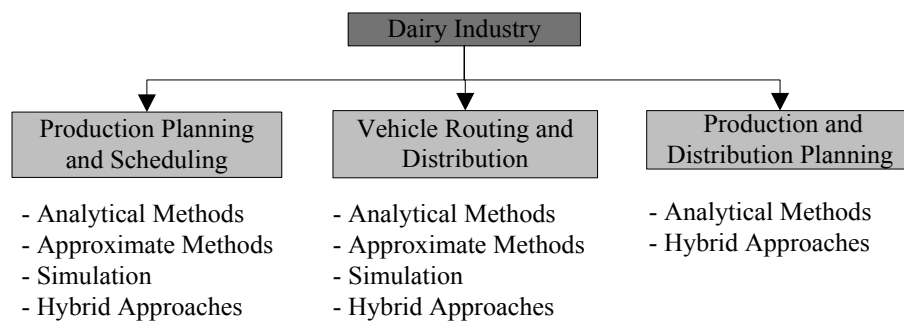 Dairy Industry
Production Planning
and Scheduling
- Analytical Methods
- Approximate Methods
- Simulation
- Hybrid Approaches
Vehicle Routing and
Distribution
- Analytical Methods
- Approximate Methods
- Simulation
- Hybrid Approaches
Production and
Distribution Planning
- Analytical Methods
- Hybrid Approaches